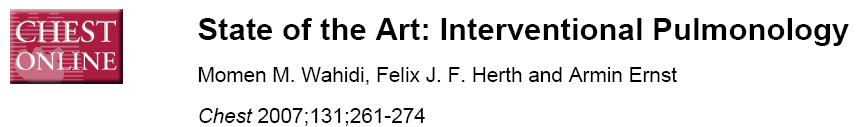 CHEST
ONLINE
State of the Art: Interventional Pulmonology
Momen M. Wahidi, Felix J. F. Herth and Armin Ernst
Chest 2007;131;261-274